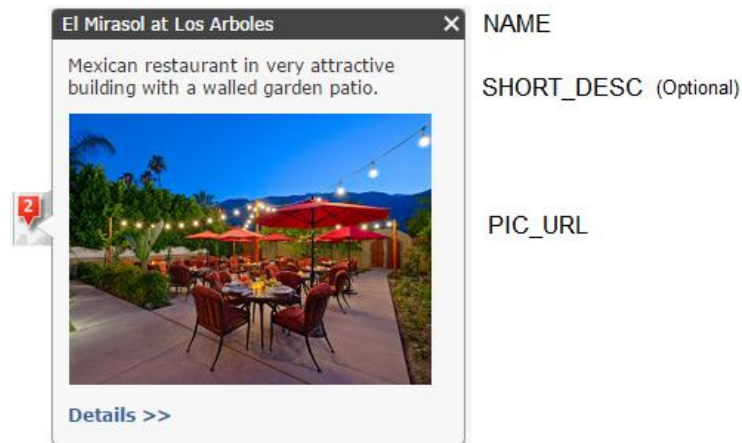 El Mirasol at Los Arboles
NAME
Mexican restaurant in very attractive
building with a walled garden patio.
SHORT_DESC (Optional)
2
PIC_URL
Details >>